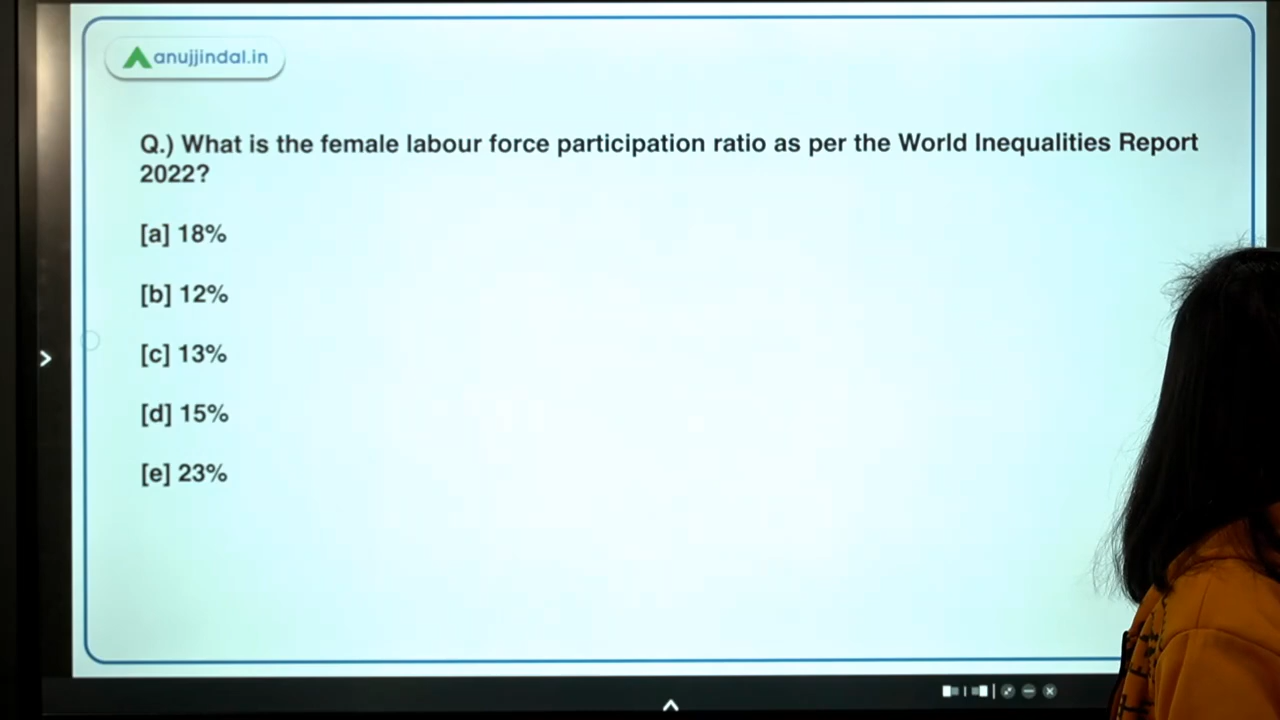 anujjindal.in
Q.) What is the female labour force participation ratio as per the World Inequalities Report
2022?
[a] 18%
[b] 12%
[c] 13%
[d] 15%
[e] 23%